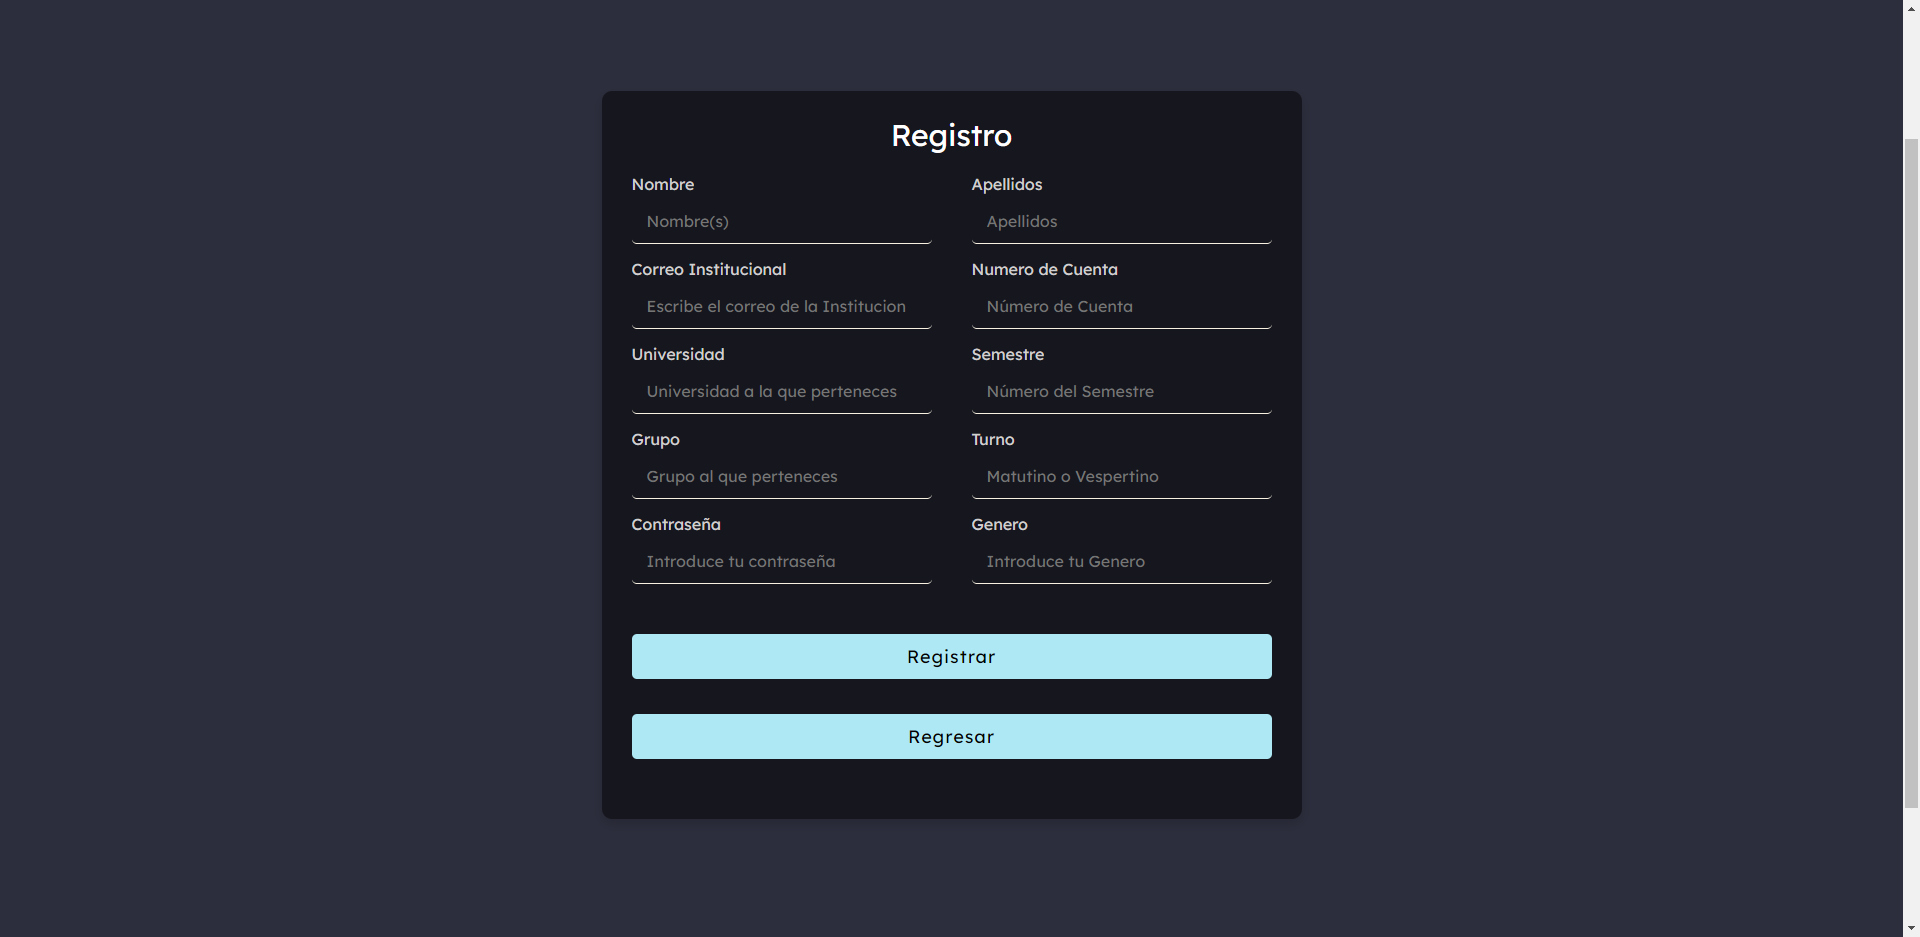 Registro
Nombre
Apellidos
Nombre(s)
Apellidos
Correo Institucional
Numero de Cuenta
Escribe el correo de la Institucion
Número de Cuenta
Universidad
Semestre
Universidad a la que perteneces
Número del Semestre
Grupo
Turno
Grupo al que perteneces
Matutino o Vespertino
Contraseña
Genero
Introduce tu contraseña
Introduce tu Genero
Registrar
Regresar